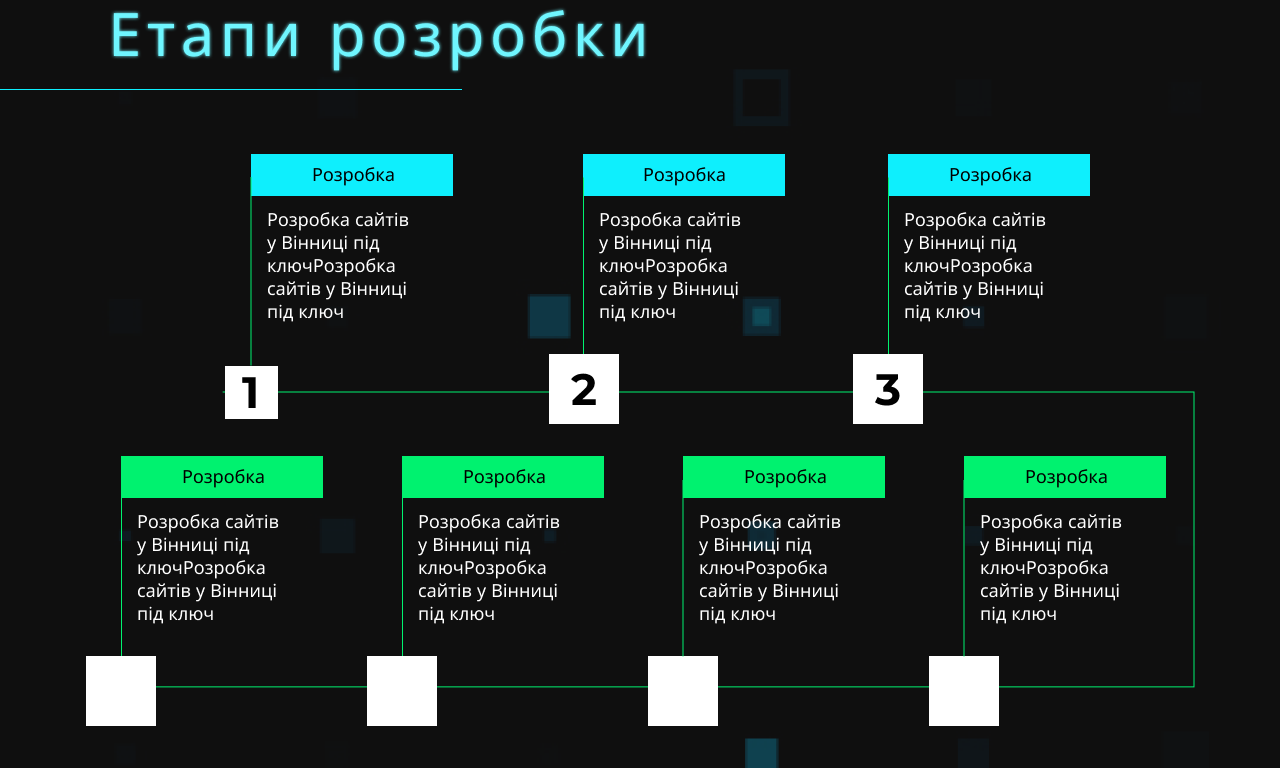 Етапи розробки
Розробка
Розробка сайтів
у Вінниці під
ключРозробка
сайтів у Вінниці
під ключ
Розробка
Розробка сайтів
у Вінниці під
ключРозробка
сайтів у Вінниці
під ключ
Розробка
Розробка сайтів
у Вінниці під
ключРозробка
сайтів у Вінниці
під ключ
1
2
3
Розробка
Розробка сайтів
у Вінниці під
ключРозробка
сайтів у Вінниці
під ключ
Розробка
Розробка сайтів
у Вінниці під
ключРозробка
сайтів у Вінниці
під ключ
Розробка
Розробка сайтів
у Вінниці під
ключРозробка
сайтів у Вінниці
під ключ
Розробка
Розробка сайтів
у Вінниці під
ключРозробка
сайтів у Вінниці
під ключ